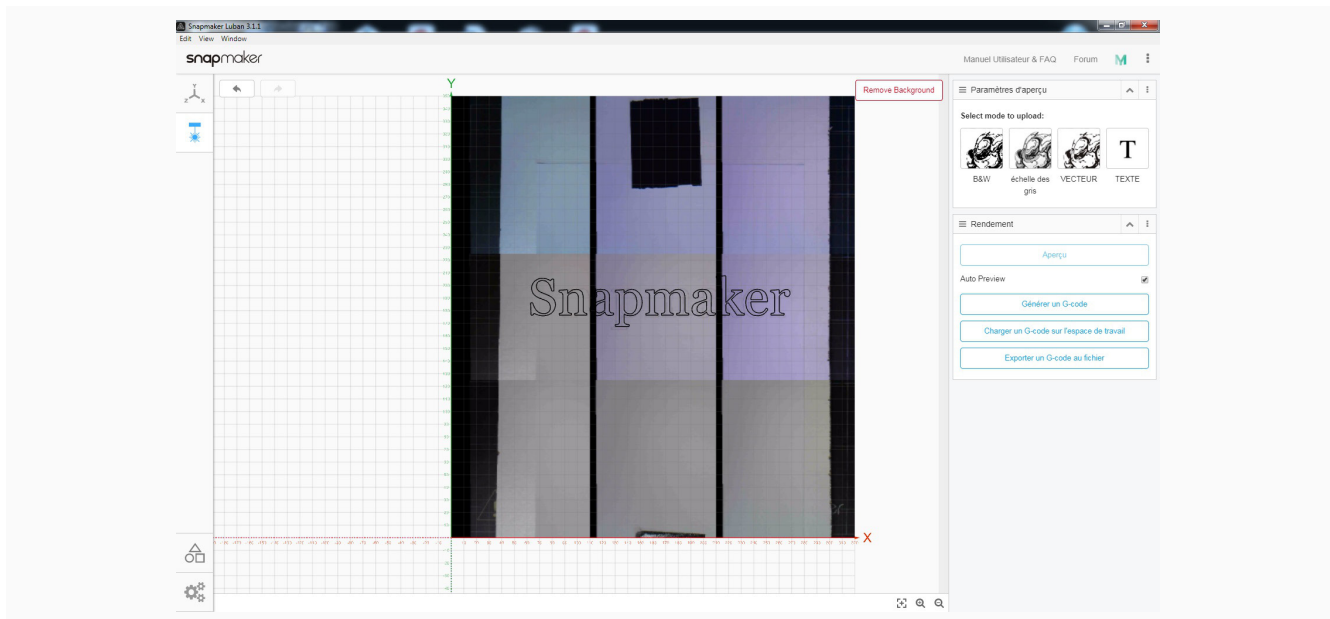 Snapmaker Luban 3.1.1
Edit View Window
snapmaker
Manuel Utilisateur & FAQ Forum M
Y
Remove Background
Paramètres d'aperçu
Select mode to upload:
T
B&W échelle des gris VECTEUR TEXTE
Rendement
Aperçu
Auto Preview
Générer un G-code
Charger un G-code sur l'espace de travail
Exporter un G-code au fichier
Snapmaker
X